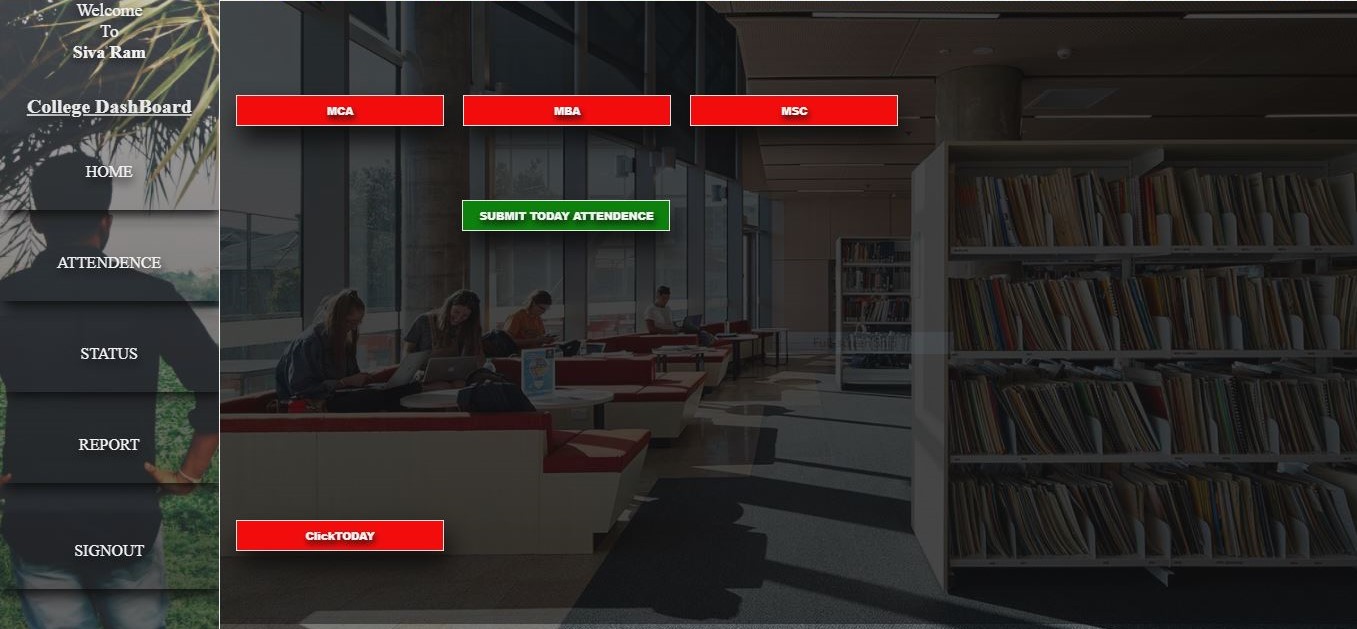 Welcome
To
Siva Ram
College DashBoard
HOME
ATTENDENCE
STATUS
REPORT
SIGNOUT
MCA
MBA
MSC
SUBMIT TODAY ATTENDENCE
ClickTODAY